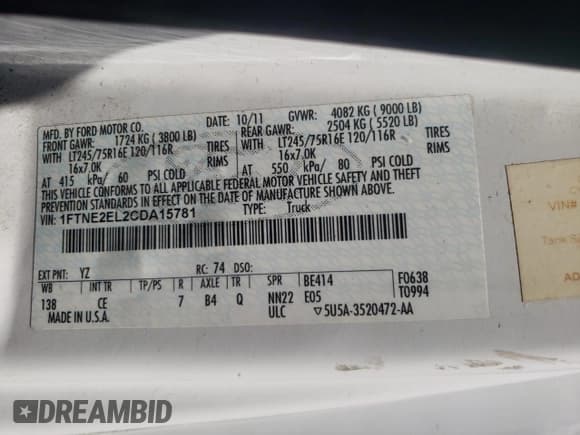 MFD. BY FORD MOTOR CO.
DATE: 10/11 GVWR: 4082 KG ( 9000 LB)
FRONT GAWR: 1724 KG ( 3800 LB) REAR GAWR: 2504 KG ( 5520 LB)
WITH LT245/75R16E 120/116R TIRES WITH LT245/75R16E 120/116R TIRES
16x7.0K RIMS 16x7.0K RIMS
AT 415 kPa/ 60 PSI COLD AT 550 kPa/ 80 PSI COLD
THIS VEHICLE CONFORMS TO ALL APPLICABLE FEDERAL MOTOR VEHICLE SAFETY AND THEFT
PREVENTION STANDARDS IN EFFECT ON THE DATE OF MANUFACTURE SHOWN ABOVE.
VIN: 1FTNE2EL2CDA15781 TYPE: Truck
EXT PNT: YZ RC: 74 DSO:
WB INT TR TP/PS R AXLE TR SPR BE414 F0638
138 CE 7 B4 Q NN22 E05 T0994
MADE IN U.S.A. ULC ▽5U5A-3520472-AA
VIN#
AD
DREAMBID